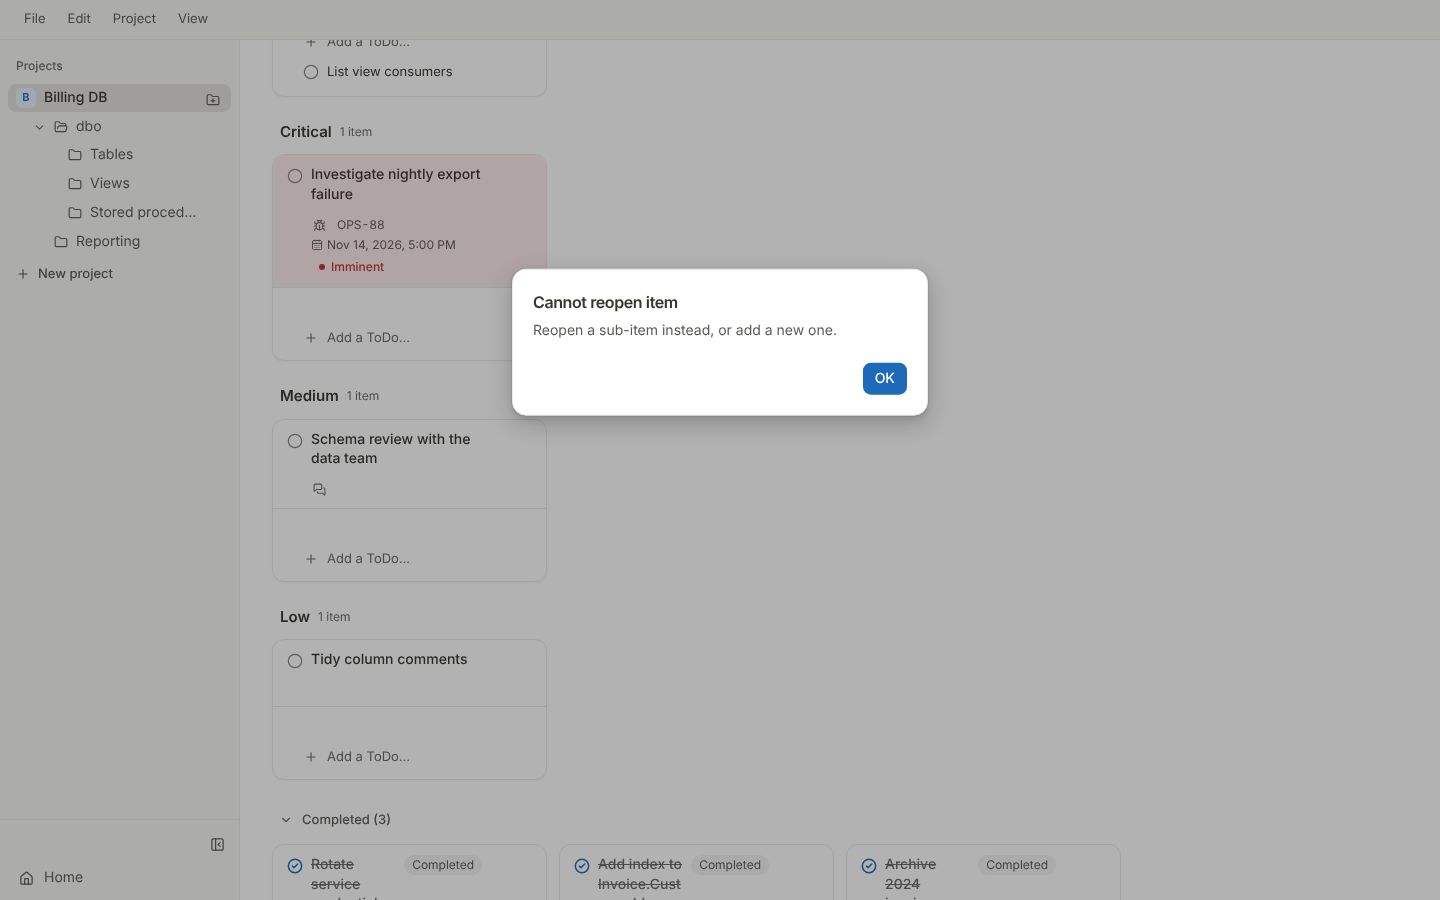 File Edit Project View
Projects
B Billing DB
dbo
Tables
Views
Stored proced...
Reporting
New project
Home
Add a ToDo...
List view consumers
Critical 1 item
Investigate nightly export
failure
OPS-88
Nov 14, 2026, 5:00 PM
Imminent
Add a ToDo...
Medium 1 item
Schema review with the
data team
Add a ToDo...
Low 1 item
Tidy column comments
Add a ToDo...
Completed (3)
Rotate
service
Completed
Add index to
Invoice.Cust
Completed
Archive
2024
Completed
Cannot reopen item
Reopen a sub-item instead, or add a new one.
OK